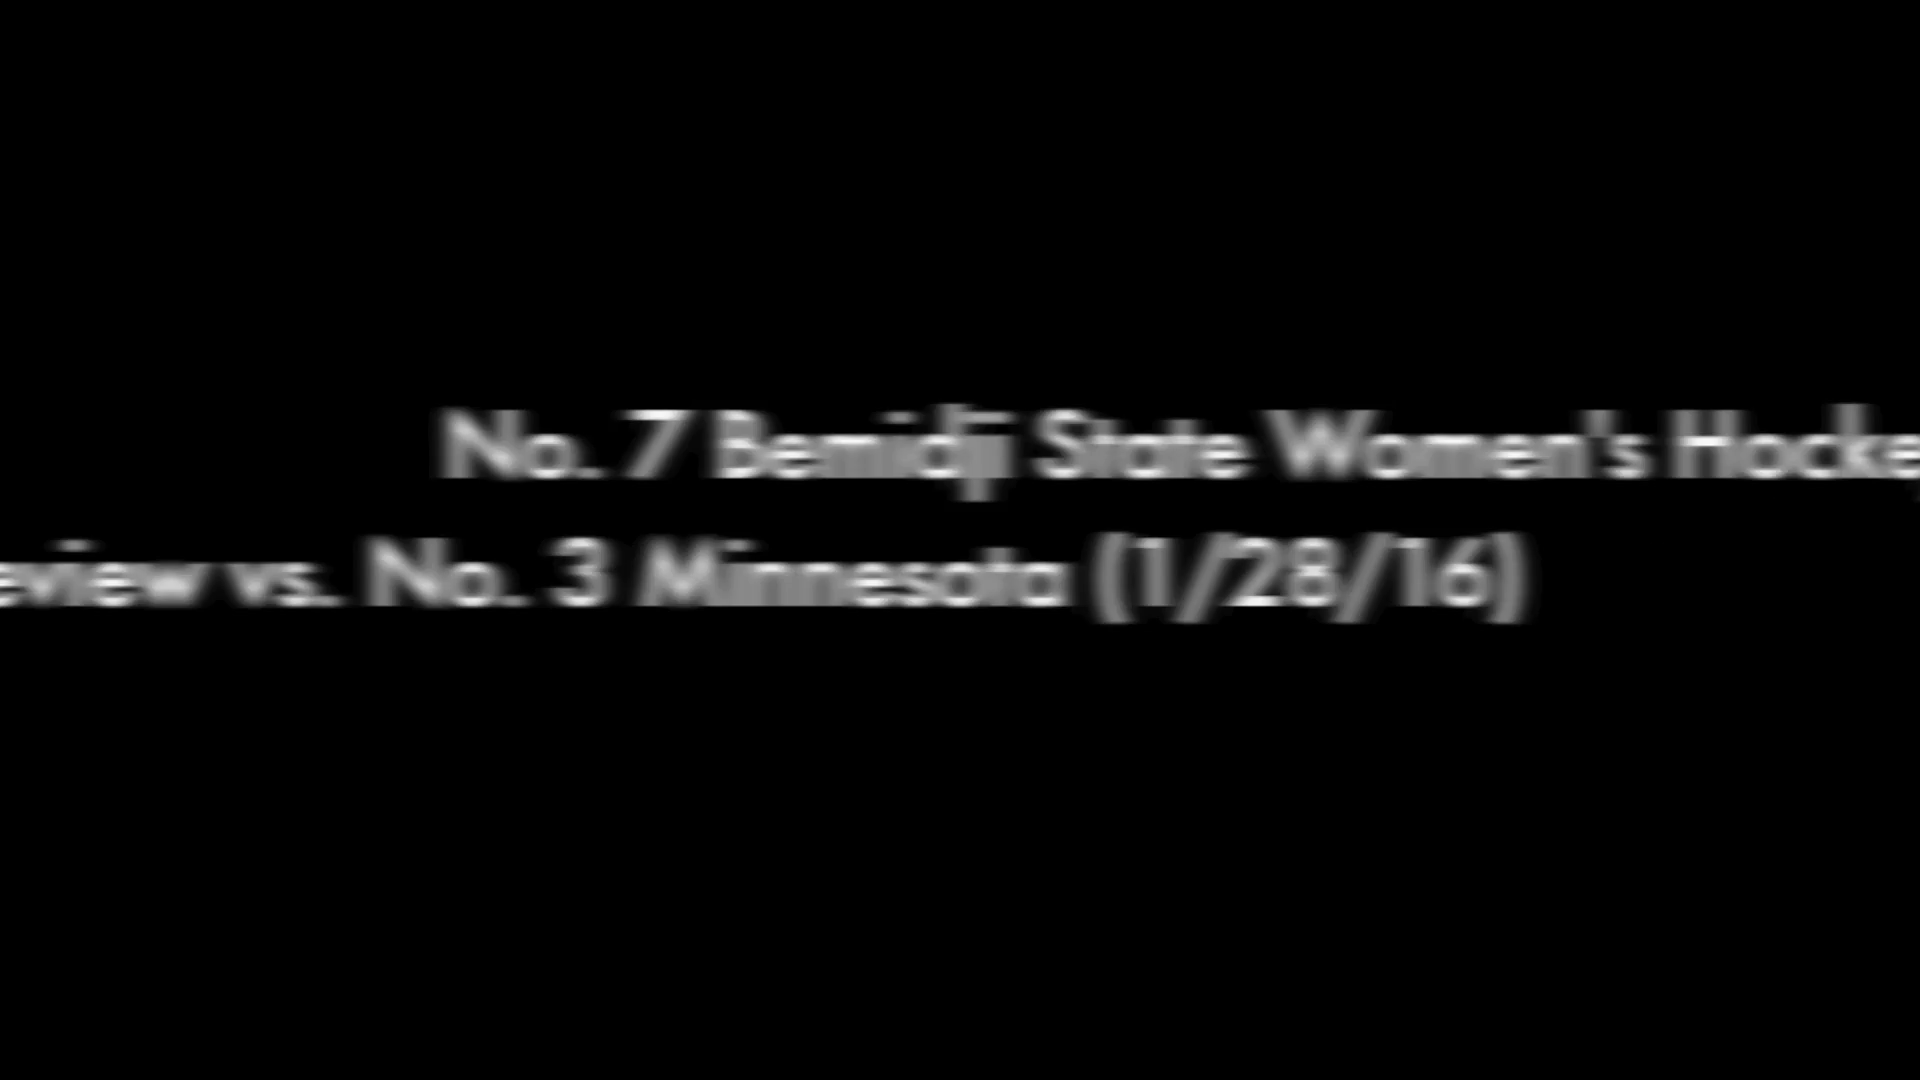 No. 7 Bemidji State Women's Hocke
eview vs. No. 3 Minnesota (1/28/16)